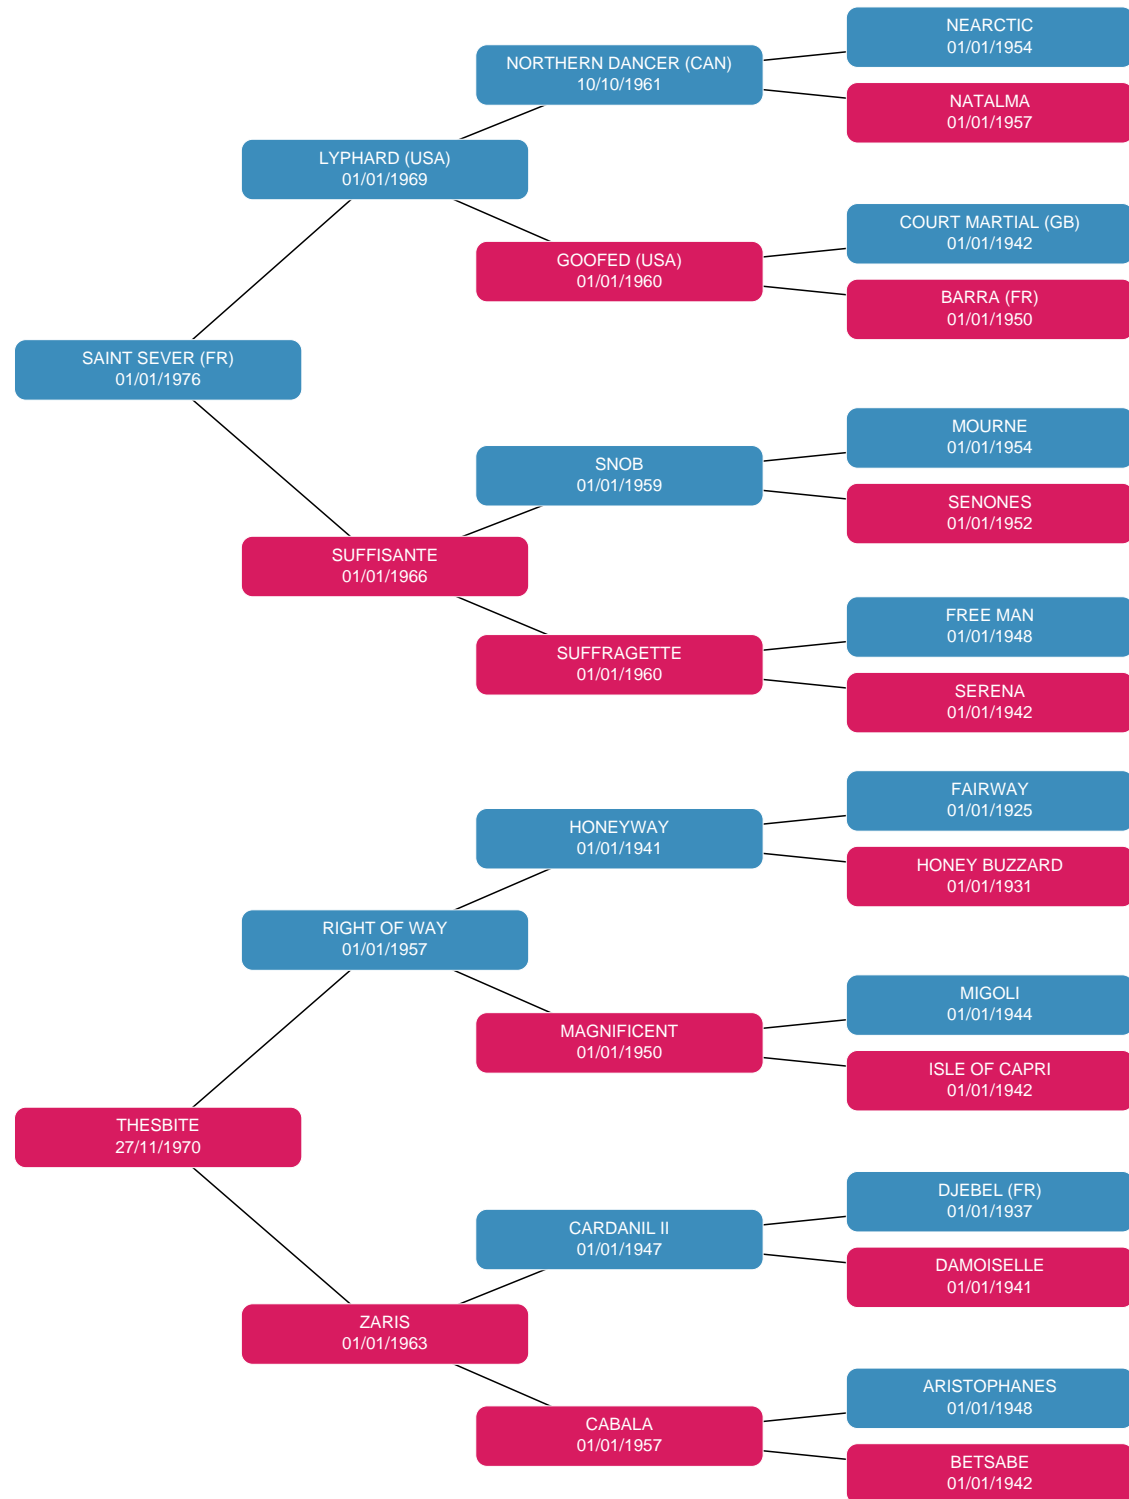 NEARCTIC
01/01/1954
NORTHERN DANCER (CAN)
10/10/1961
NATALMA
01/01/1957
LYPHARD (USA)
01/01/1969
COURT MARTIAL (GB)
01/01/1942
GOOFED (USA)
01/01/1960
BARRA (FR)
01/01/1950
SAINT SEVER (FR)
01/01/1976
MOURNE
01/01/1954
SNOB
01/01/1959
SENONES
01/01/1952
SUFFISANTE
01/01/1966
FREE MAN
01/01/1948
SUFFRAGETTE
01/01/1960
SERENA
01/01/1942
FAIRWAY
01/01/1925
HONEYWAY
01/01/1941
HONEY BUZZARD
01/01/1931
RIGHT OF WAY
01/01/1957
MIGOLI
01/01/1944
MAGNIFICENT
01/01/1950
ISLE OF CAPRI
01/01/1942
THESBITE
27/11/1970
DJEBEL (FR)
01/01/1937
CARDANIL II
01/01/1947
DAMOISELLE
01/01/1941
ZARIS
01/01/1963
ARISTOPHANES
01/01/1948
CABALA
01/01/1957
BETSABE
01/01/1942